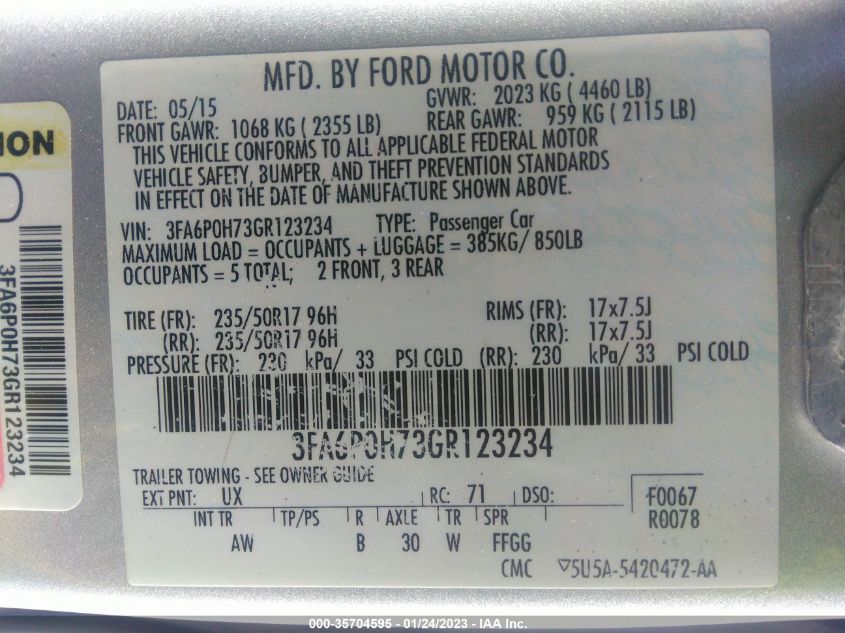 MFD. BY FORD MOTOR CO.
DATE: 05/15 GVWR: 2023 KG ( 4460 LB)
FRONT GAWR: 1068 KG ( 2355 LB) REAR GAWR: 959 KG ( 2115 LB)
THIS VEHICLE CONFORMS TO ALL APPLICABLE FEDERAL MOTOR
VEHICLE SAFETY, BUMPER, AND THEFT PREVENTION STANDARDS
IN EFFECT ON THE DATE OF MANUFACTURE SHOWN ABOVE.
VIN: 3FA6P0H73GR123234 TYPE: Passenger Car
MAXIMUM LOAD = OCCUPANTS + LUGGAGE = 385KG/ 850LB
OCCUPANTS = 5 TOTAL; 2 FRONT, 3 REAR
TIRE (FR): 235/50R17 96H RIMS (FR): 17x7.5J
(RR): 235/50R17 96H (RR): 17x7.5J
PRESSURE (FR): 230 kPa/ 33 PSI COLD (RR): 230 kPa/ 33 PSI COLD
3FA6P0H73GR123234
TRAILER TOWING - SEE OWNER GUIDE
EXT PNT: UX RC: 71 DSO: F0067
INT TR TP/PS R AXLE TR SPR R0078
AW B 30 W FFGG
CMC ▽5U5A-5420472-AA
ION
3FA6P0H73GR123234
000-35704595 - 01/24/2023 - IAA Inc.